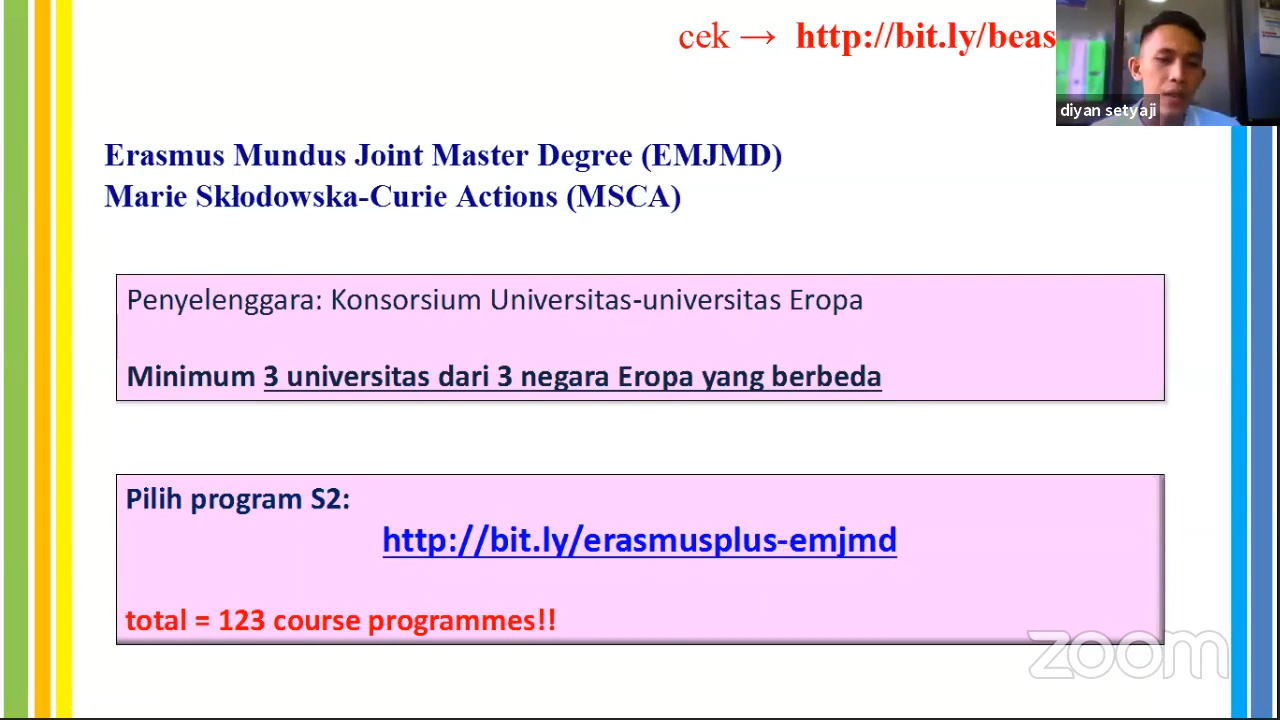 cek → http://bit.ly/beas
diyan setyaji
Erasmus Mundus Joint Master Degree (EMJMD)
Marie Skłodowska-Curie Actions (MSCA)
Penyelenggara: Konsorsium Universitas-universitas Eropa
Minimum 3 universitas dari 3 negara Eropa yang berbeda
Pilih program S2:
http://bit.ly/erasmusplus-emjmd
total = 123 course programmes!!
zoom